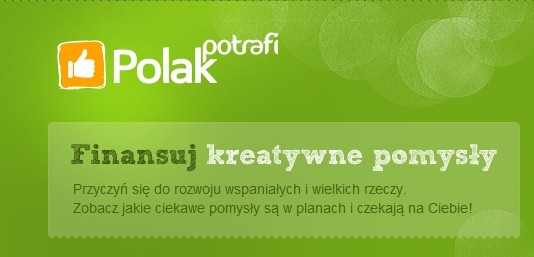 Polak potrafi
Finansuj kreatywne pomysły
Przyczyń się do rozwoju wspaniałych i wielkich rzeczy.
Zobacz jakie ciekawe pomysły są w planach i czekają na Ciebie!